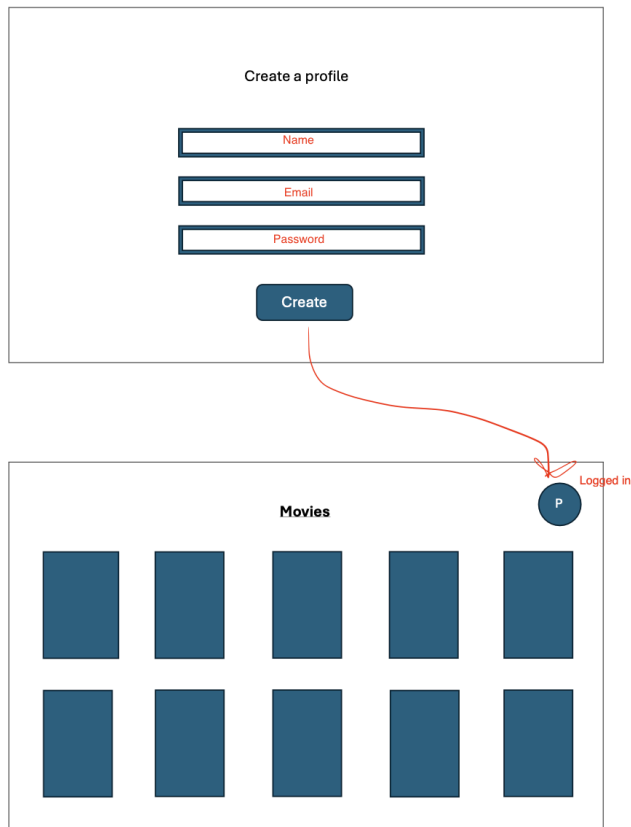 Create a profile
Name
Email
Password
Create
Logged in
P
Movies